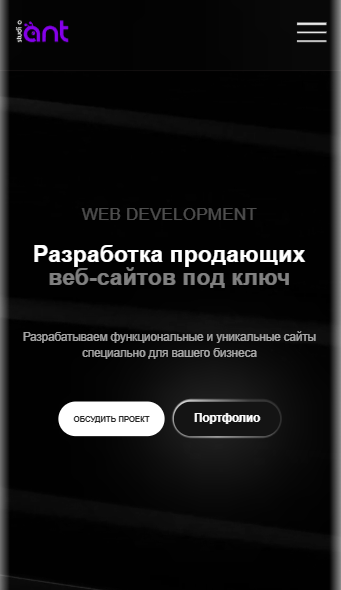 studio
ant
WEB DEVELOPMENT
Разработка продающих
веб-сайтов под ключ
Разрабатываем функциональные и уникальные сайты
специально для вашего бизнеса
ОБСУДИТЬ ПРОЕКТ
Портфолио